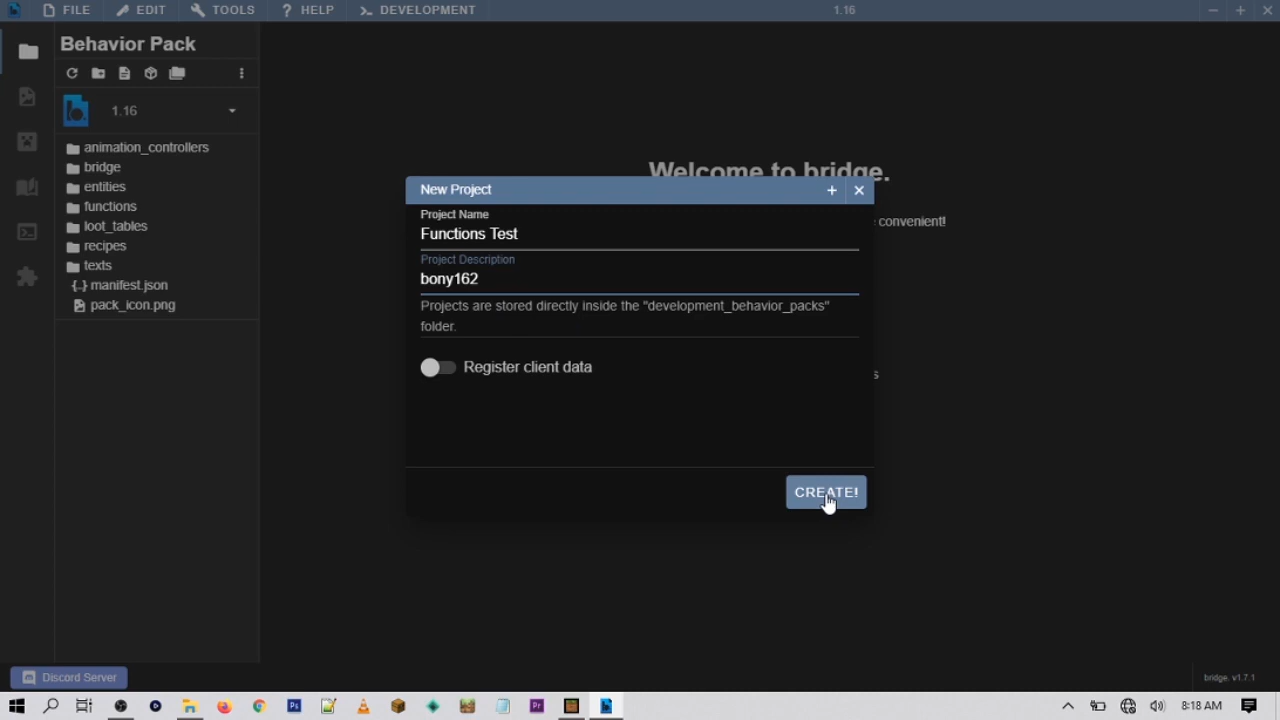 FILE EDIT TOOLS HELP DEVELOPMENT 1.16
Behavior Pack
1.16
animation_controllers
bridge
entities
functions
loot_tables
recipes
texts
manifest.json
pack_icon.png
Welcome to bridge.
convenient!
s
New Project
Project Name
Functions Test
Project Description
bony162
Projects are stored directly inside the "development_behavior_packs"
folder.
Register client data
CREATE!
Discord Server
bridge. v1.7.1
8:18 AM